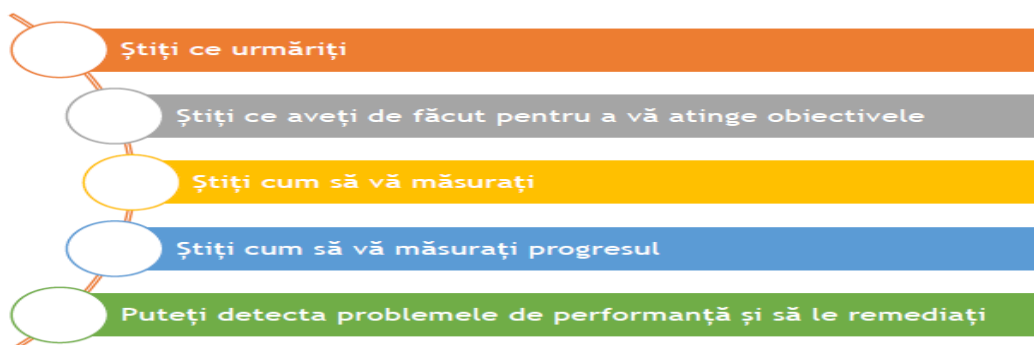 Știți ce urmăriți
Știți ce aveți de făcut pentru a vă atinge obiectivele
Știți cum să vă măsurați
Știți cum să vă măsurați progresul
Puteți detecta problemele de performanță și să le remediați